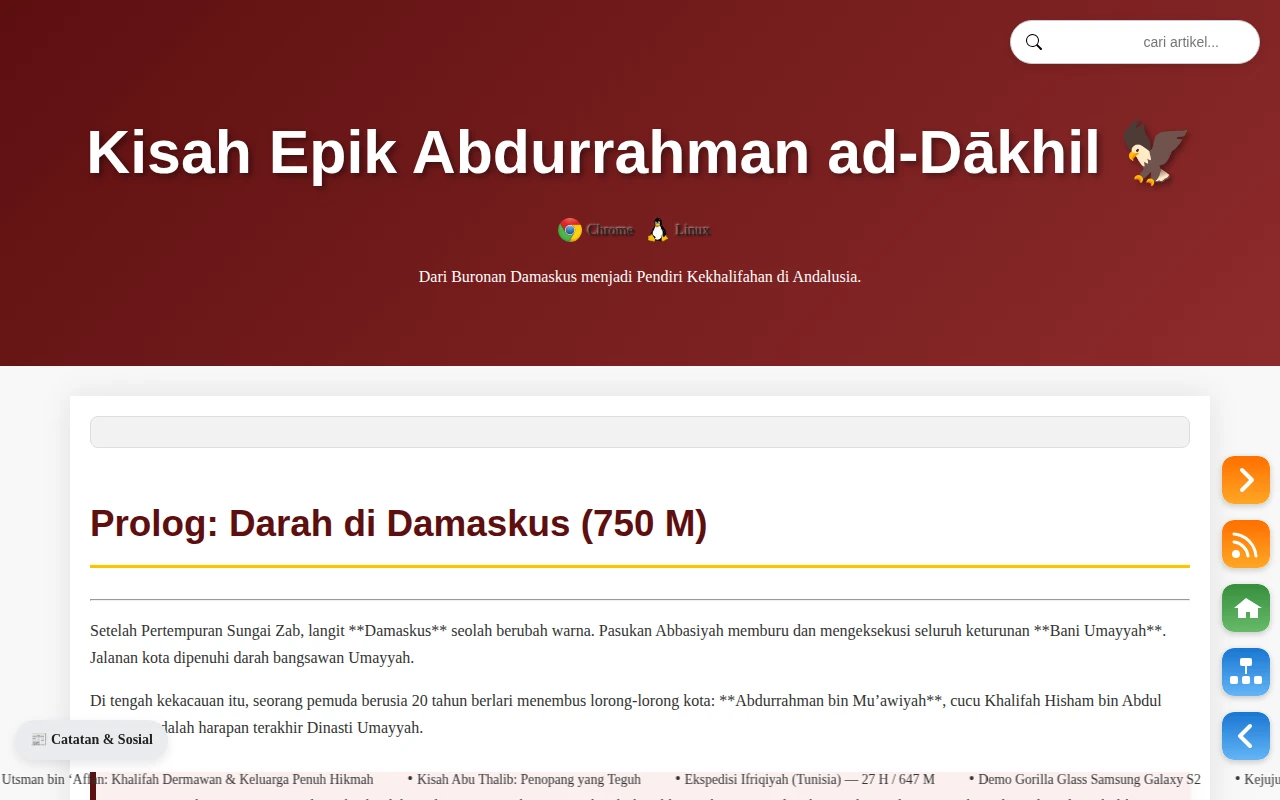 cari artikel...
Kisah Epik Abdurrahman ad-Dākhil
Chrome Linux
Dari Buronan Damaskus menjadi Pendiri Kekhalifahan di Andalusia.
Prolog: Darah di Damaskus (750 M)
Setelah Pertempuran Sungai Zab, langit **Damaskus** seolah berubah warna. Pasukan Abbasiyah memburu dan mengeksekusi seluruh keturunan **Bani Umayyah**.
Jalanan kota dipenuhi darah bangsawan Umayyah.
Di tengah kekacauan itu, seorang pemuda berusia 20 tahun berlari menembus lorong-lorong kota: **Abdurrahman bin Mu’awiyah**, cucu Khalifah Hisham bin Abdul
dalah harapan terakhir Dinasti Umayyah.
Catatan & Sosial
Utsman bin ‘Affan: Khalifah Dermawan & Keluarga Penuh Hikmah • Kisah Abu Thalib: Penopang yang Teguh • Ekspedisi Ifriqiyah (Tunisia) — 27 H / 647 M • Demo Gorilla Glass Samsung Galaxy S2 • Kejuju